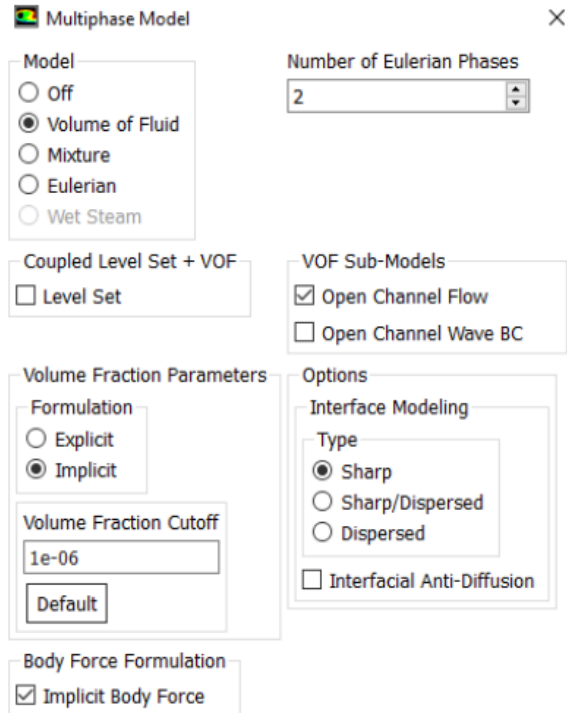 Multiphase Model
Model
Off
Volume of Fluid
Mixture
Eulerian
Wet Steam
Number of Eulerian Phases
2
Coupled Level Set + VOF
Level Set
VOF Sub-Models
Open Channel Flow
Open Channel Wave BC
Volume Fraction Parameters
Formulation
Explicit
Implicit
Volume Fraction Cutoff
1e-06
Default
Options
Interface Modeling
Type
Sharp
Sharp/Dispersed
Dispersed
Interfacial Anti-Diffusion
Body Force Formulation
Implicit Body Force